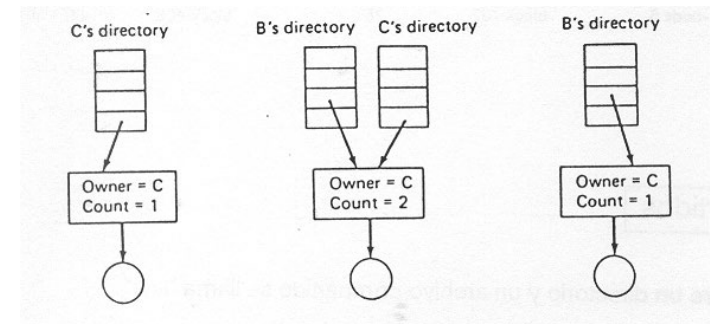 C's directory
B's directory C's directory
B's directory
Owner = C
Count = 1
Owner = C
Count = 2
Owner = C
Count = 1